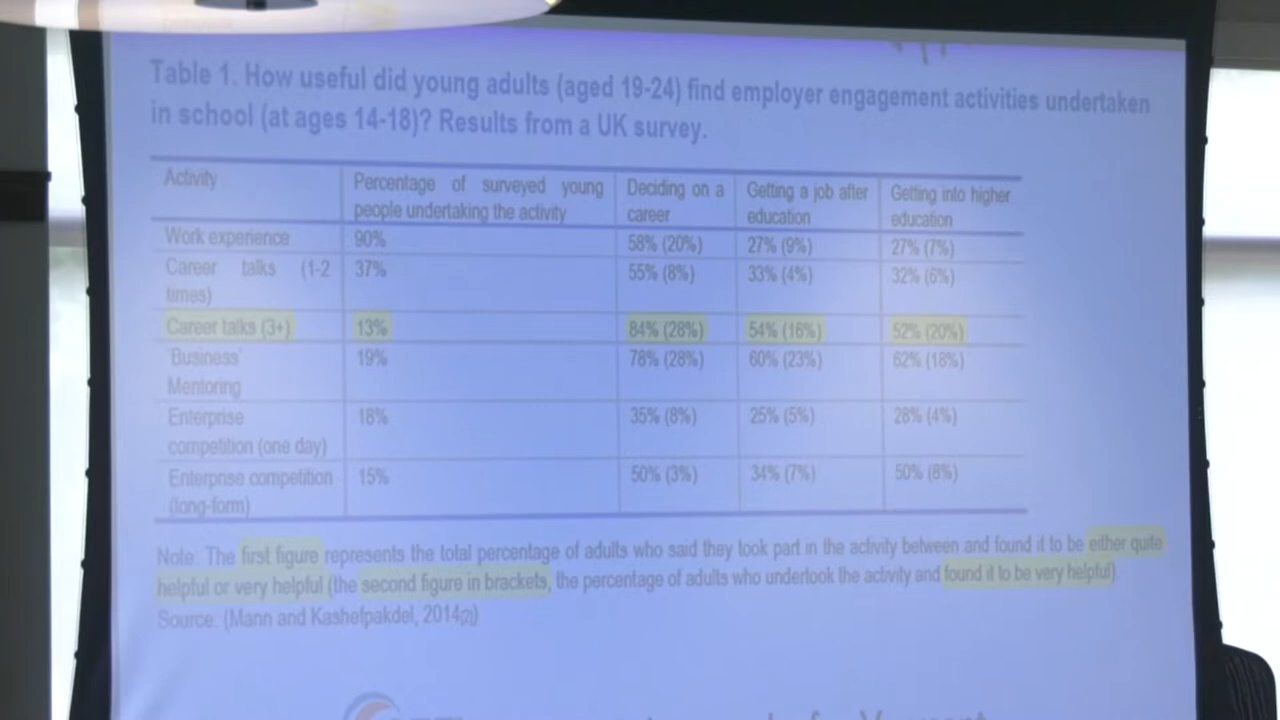 Table 1. How useful did young adults (aged 19-24) find employer engagement activities undertaken
in school (at ages 14-18)? Results from a UK survey.
Activity Percentage of surveyed young people undertaking the activity Deciding on a career Getting a job after education Getting into higher education
Work experience 90% 58% (20%) 27% (9%) 27% (7%)
Career talks (1-2 times) 37% 55% (8%) 33% (4%) 32% (6%)
Career talks (3+) 13% 84% (28%) 54% (16%) 52% (20%)
'Business' Mentoring 19% 78% (28%) 60% (23%) 62% (18%)
Enterprise competition (one day) 18% 35% (8%) 25% (5%) 28% (4%)
Enterprise competition (long-form) 15% 50% (3%) 34% (7%) 50% (8%)
Note. The first figure represents the total percentage of adults who said they took part in the activity between and found it to be either quite
helpful or very helpful (the second figure in brackets, the percentage of adults who undertook the activity and found it to be very helpful)
Source: (Mann and Kashefpakdel, 2014[2])